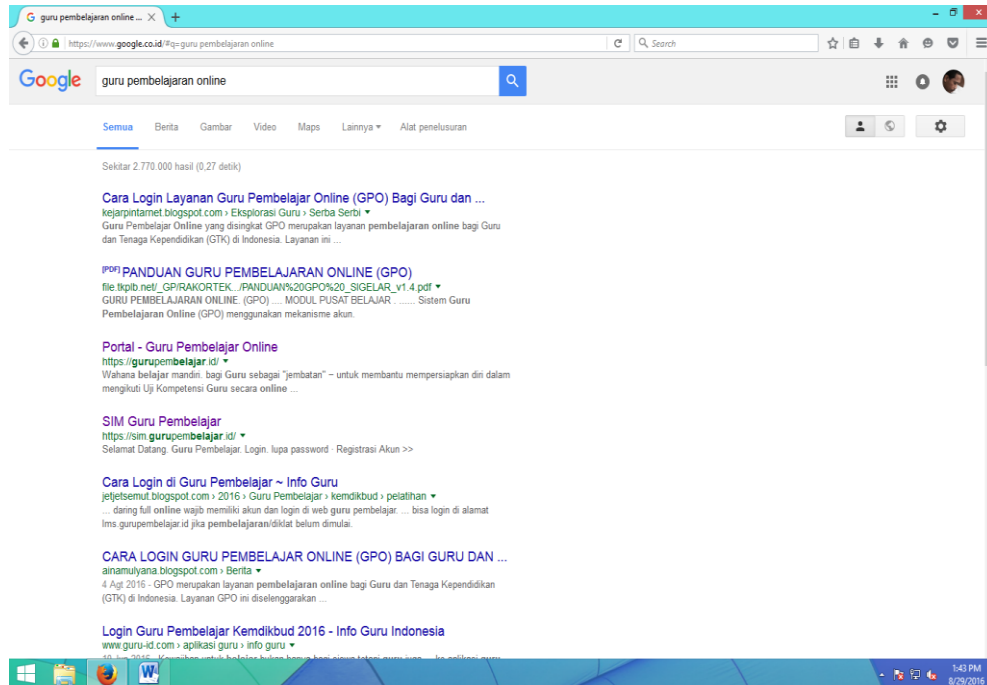 guru pembelajaran online ...
https://www.google.co.id/#q=guru pembelajaran online
Search
Google
guru pembelajaran online
Semua Berita Gambar Video Maps Lainnya Alat penelusuran
Sekitar 2.770.000 hasil (0,27 detik)
Cara Login Layanan Guru Pembelajar Online (GPO) Bagi Guru dan ...
kejarpintarnet.blogspot.com › Eksplorasi Guru › Serba Serbi
Guru Pembelajar Online yang disingkat GPO merupakan layanan pembelajaran online bagi Guru
dan Tenaga Kependidikan (GTK) di Indonesia. Layanan ini ...
[PDF] PANDUAN GURU PEMBELAJARAN ONLINE (GPO)
file.tkplb.net/_GP/RAKORTEK.../PANDUAN%20GPO%20_SIGELAR_v1.4.pdf
GURU PEMBELAJARAN ONLINE. (GPO) .... MODUL PUSAT BELAJAR . ...... Sistem Guru
Pembelajaran Online (GPO) menggunakan mekanisme akun.
Portal - Guru Pembelajar Online
https://gurupembelajar.id/
Wahana belajar mandiri. bagi Guru sebagai "jembatan" – untuk membantu mempersiapkan diri dalam
mengikuti Uji Kompetensi Guru secara online ...
SIM Guru Pembelajar
https://sim.gurupembelajar.id/
Selamat Datang. Guru Pembelajar. Login. lupa password · Registrasi Akun >>
Cara Login di Guru Pembelajar ~ Info Guru
jetjetsemut.blogspot.com › 2016 › Guru Pembelajar › kemdikbud › pelatihan
... daring full online wajib memiliki akun dan login di web guru pembelajar. ... bisa login di alamat
lms.gurupembelajar.id jika pembelajaran/diklat belum dimulai.
CARA LOGIN GURU PEMBELAJAR ONLINE (GPO) BAGI GURU DAN ...
ainamulyana.blogspot.com › Berita
4 Agt 2016 - GPO merupakan layanan pembelajaran online bagi Guru dan Tenaga Kependidikan
(GTK) di Indonesia. Layanan GPO ini diselenggarakan ...
Login Guru Pembelajar Kemdikbud 2016 - Info Guru Indonesia
www.guru-id.com › aplikasi guru › info guru
1:43 PM
8/29/2016